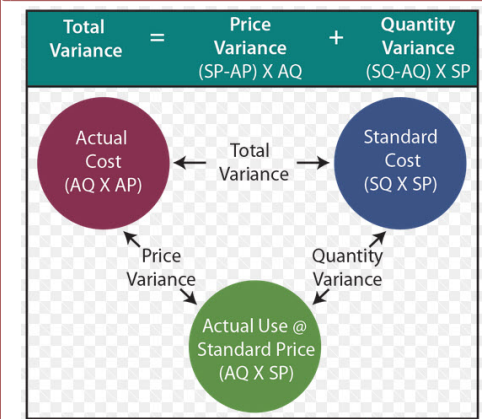 Total
Variance
=
Price
Variance
(SP-AP) X AQ
+
Quantity
Variance
(SQ-AQ) X SP
Actual
Cost
(AQ X AP)
Total
Variance
Standard
Cost
(SQ X SP)
Price
Variance
Quantity
Variance
Actual Use @
Standard Price
(AQ X SP)